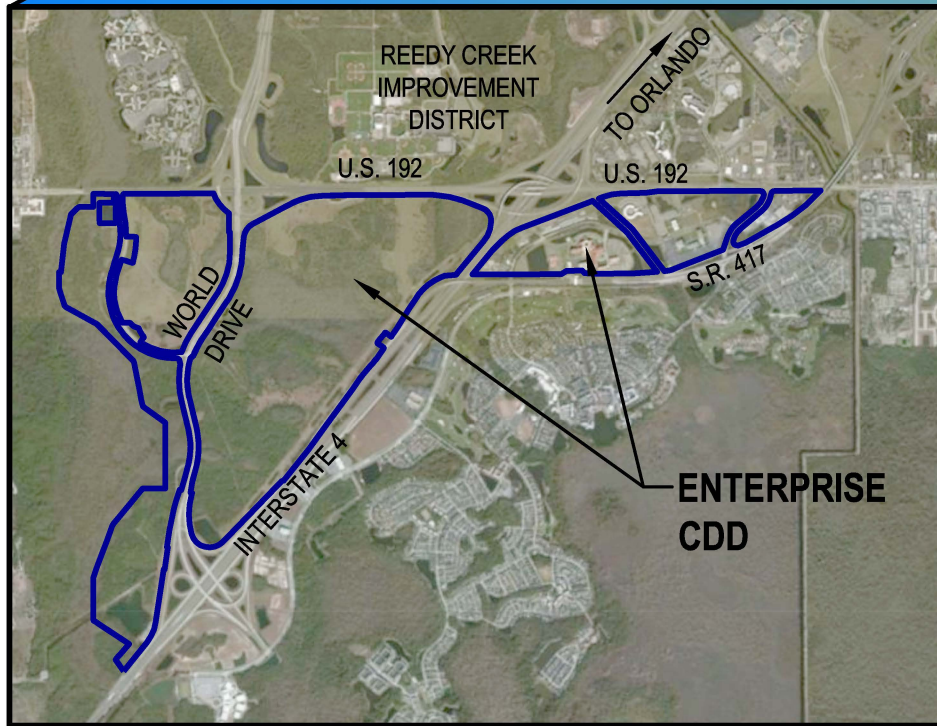 REEDY CREEK
IMPROVEMENT
DISTRICT
TO ORLANDO
U.S. 192
U.S. 192
S.R. 417
WORLD
DRIVE
INTERSTATE 4
ENTERPRISE
CDD